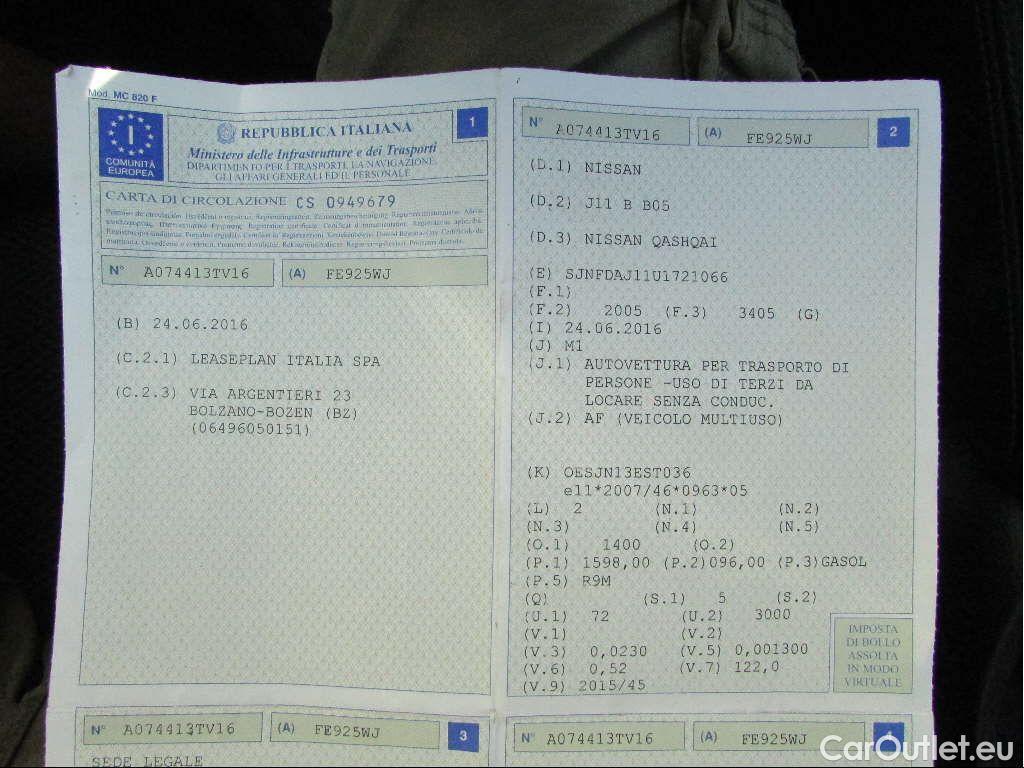 Mod. MC 820 F
I
COMUNITÀ
EUROPEA
REPUBBLICA ITALIANA
Ministero delle Infrastrutture e dei Trasporti
DIPARTIMENTO PER I TRASPORTI, LA NAVIGAZIONE,
GLI AFFARI GENERALI ED IL PERSONALE
1
CARTA DI CIRCOLAZIONE CS 0949679
N° A074413TV16 (A) FE925WJ
(B) 24.06.2016
(C.2.1) LEASEPLAN ITALIA SPA
(C.2.3) VIA ARGENTIERI 23
BOLZANO-BOZEN (BZ)
(06496050151)
N° A074413TV16 (A) FE925WJ 2
(D.1) NISSAN
(D.2) J11 B B05
(D.3) NISSAN QASHQAI
(E) SJNFDAJ11U1721066
(F.1)
(F.2) 2005 (F.3) 3405 (G)
(I) 24.06.2016
(J) M1
(J.1) AUTOVETTURA PER TRASPORTO DI
PERSONE -USO DI TERZI DA
LOCARE SENZA CONDUC.
(J.2) AF (VEICOLO MULTIUSO)
(K) OESJN13EST036
e11*2007/46*0963*05
(L) 2 (N.1) (N.2)
(N.3) (N.4) (N.5)
(O.1) 1400 (O.2)
(P.1) 1598,00 (P.2)096,00 (P.3)GASOL
(P.5) R9M
(Q) (S.1) 5 (S.2)
(U.1) 72 (U.2) 3000
(V.1) (V.2)
(V.3) 0,0230 (V.5) 0,001300
(V.6) 0,52 (V.7) 122,0
(V.9) 2015/45
IMPOSTA
DI BOLLO
ASSOLTA
IN MODO
VIRTUALE
N° A074413TV16 (A) FE925WJ 3
SEDE LEGALE
N° A074413TV16 (A) FE925WJ 4
CarOutlet.eu